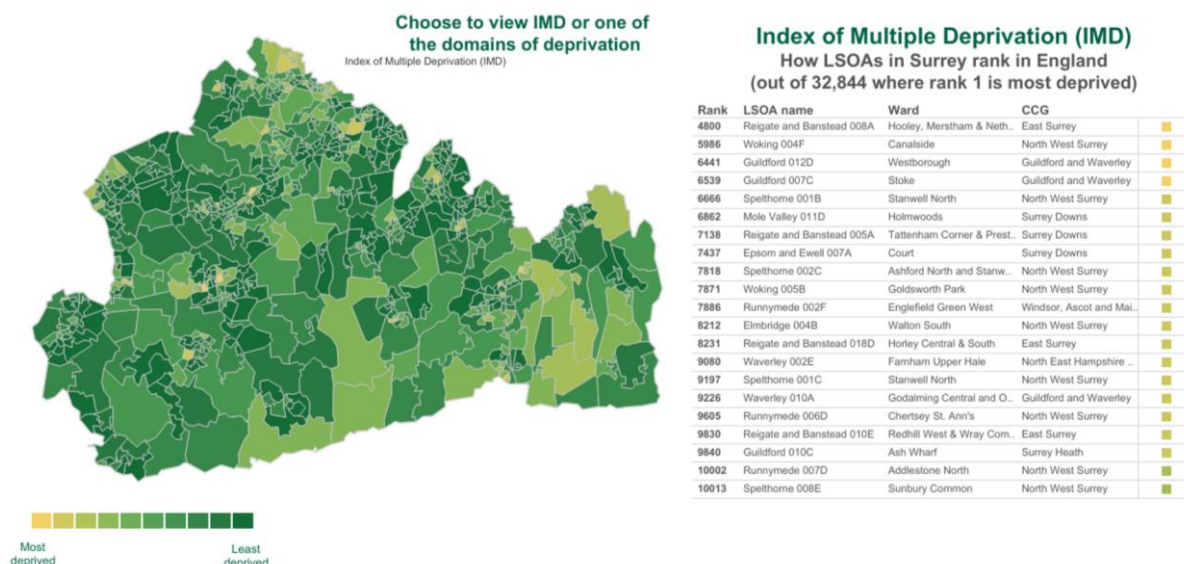 Choose to view IMD or one of
the domains of deprivation
Index of Multiple Deprivation (IMD)
Most
deprived
Least
deprived
Index of Multiple Deprivation (IMD)
How LSOAs in Surrey rank in England
(out of 32,844 where rank 1 is most deprived)
Rank LSOA name Ward CCG
4800 Reigate and Banstead 008A Hooley, Merstham & Neth.. East Surrey
5986 Woking 004F Canalside North West Surrey
6441 Guildford 012D Westborough Guildford and Waverley
6539 Guildford 007C Stoke Guildford and Waverley
6666 Spelthorne 001B Stanwell North North West Surrey
6862 Mole Valley 011D Holmwoods Surrey Downs
7138 Reigate and Banstead 005A Tattenham Corner & Prest.. Surrey Downs
7437 Epsom and Ewell 007A Court Surrey Downs
7818 Spelthorne 002C Ashford North and Stanw.. North West Surrey
7871 Woking 005B Goldsworth Park North West Surrey
7886 Runnymede 002F Englefield Green West Windsor, Ascot and Mai..
8212 Elmbridge 004B Walton South North West Surrey
8231 Reigate and Banstead 018D Horley Central & South East Surrey
9080 Waverley 002E Farnham Upper Hale North East Hampshire ..
9197 Spelthorne 001C Stanwell North North West Surrey
9226 Waverley 010A Godalming Central and O.. Guildford and Waverley
9605 Runnymede 006D Chertsey St. Ann's North West Surrey
9830 Reigate and Banstead 010E Redhill West & Wray Com.. East Surrey
9840 Guildford 010C Ash Wharf Surrey Heath
10002 Runnymede 007D Addlestone North North West Surrey
10013 Spelthorne 008E Sunbury Common North West Surrey